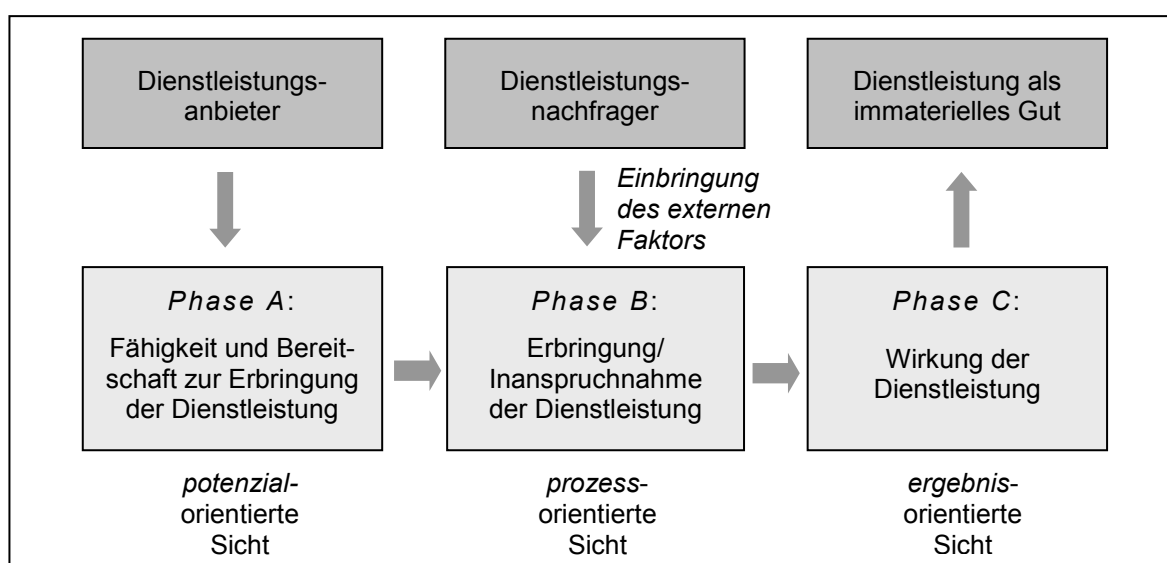 Dienstleistungs-
anbieter
Dienstleistungs-
nachfrager
Dienstleistung als
immaterielles Gut
Einbringung
des externen
Faktors
Phase A:
Fähigkeit und Bereit-
schaft zur Erbringung
der Dienstleistung
Phase B:
Erbringung/
Inanspruchnahme
der Dienstleistung
Phase C:
Wirkung der
Dienstleistung
potenzial-
orientierte
Sicht
prozess-
orientierte
Sicht
ergebnis-
orientierte
Sicht